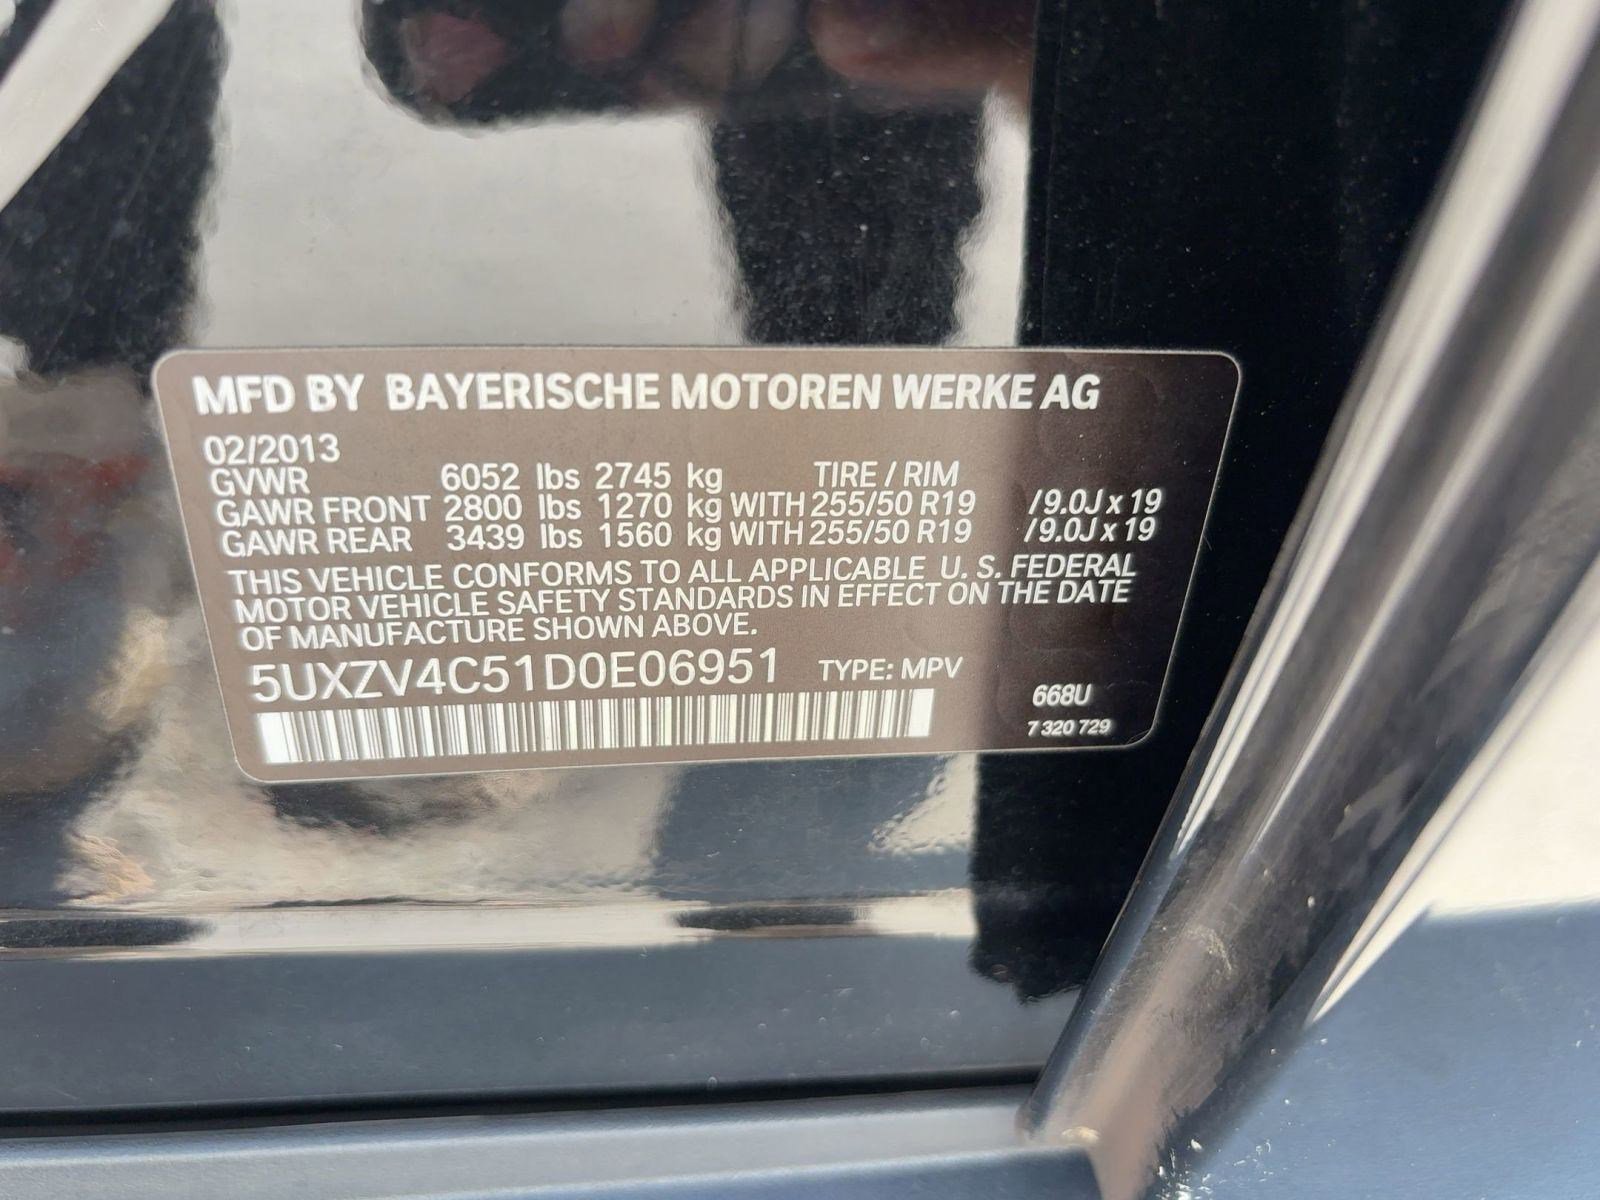 MFD BY BAYERISCHE MOTOREN WERKE AG
02/2013
GVWR 6052 lbs 2745 kg TIRE / RIM
GAWR FRONT 2800 lbs 1270 kg WITH 255/50 R19 /9.0J x 19
GAWR REAR 3439 lbs 1560 kg WITH 255/50 R19 /9.0J x 19
THIS VEHICLE CONFORMS TO ALL APPLICABLE U. S. FEDERAL
MOTOR VEHICLE SAFETY STANDARDS IN EFFECT ON THE DATE
OF MANUFACTURE SHOWN ABOVE.
5UXZV4C51D0E06951 TYPE: MPV
668U
7 320 729